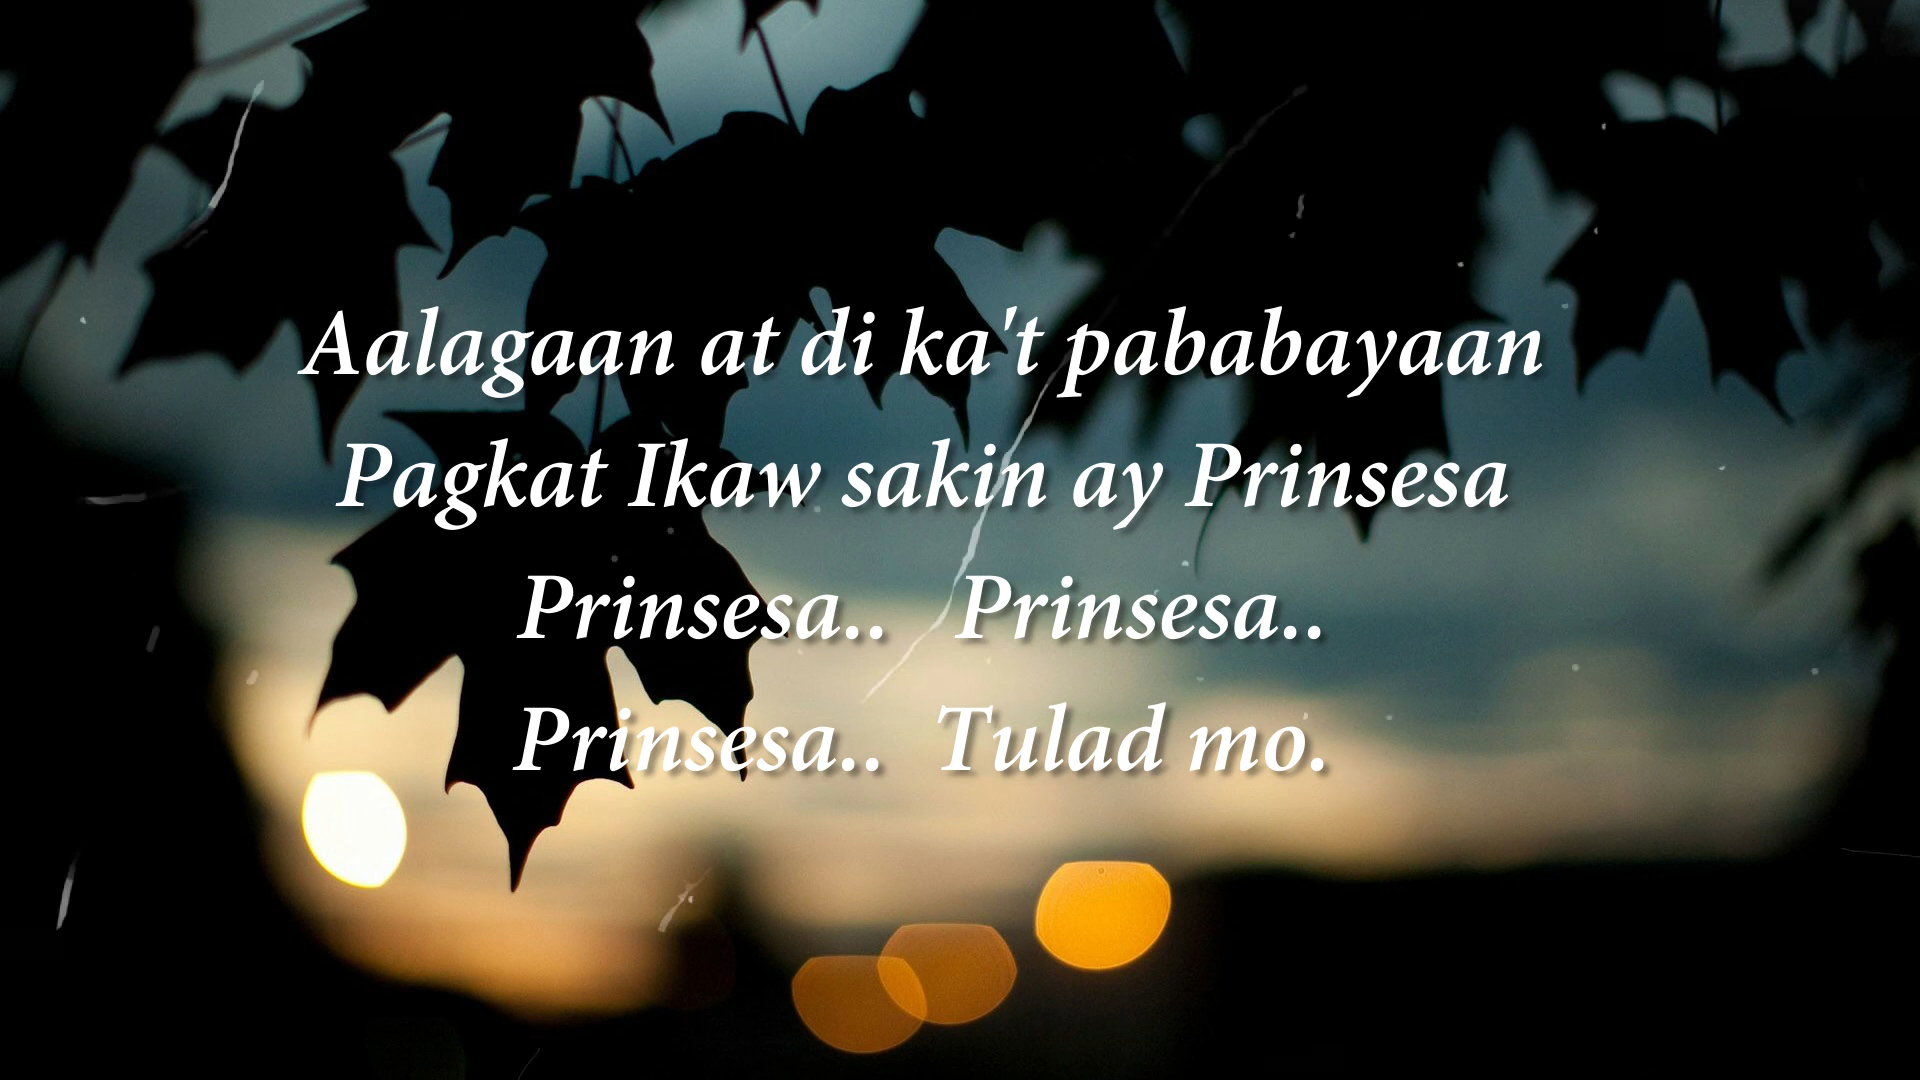 Aalagaan at di ka't pababayaan
Pagkat Ikaw sakin ay Prinsesa
Prinsesa.. Prinsesa..
Prinsesa.. Tulad mo.